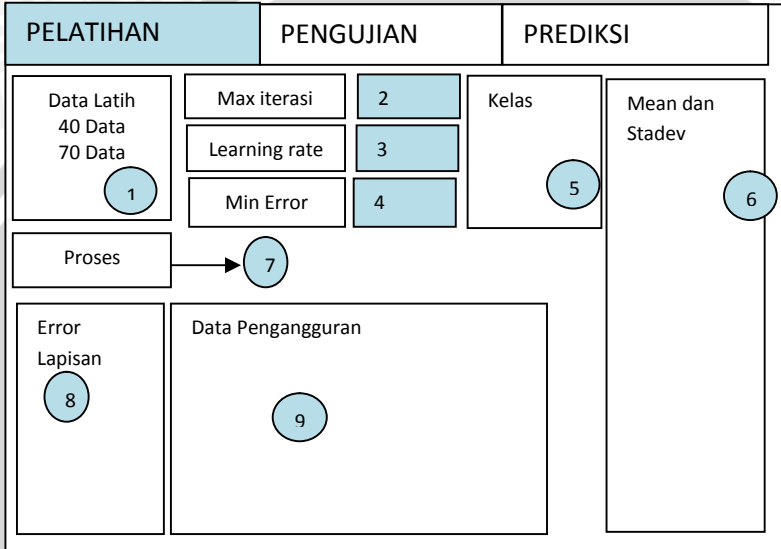 PELATIHAN
PENGUJIAN
PREDIKSI
Data Latih
40 Data
70 Data
1
Max iterasi
2
Learning rate
3
Min Error
4
Kelas
5
Mean dan
Stadev
6
Proses
7
Error
Lapisan
8
Data Pengangguran
9